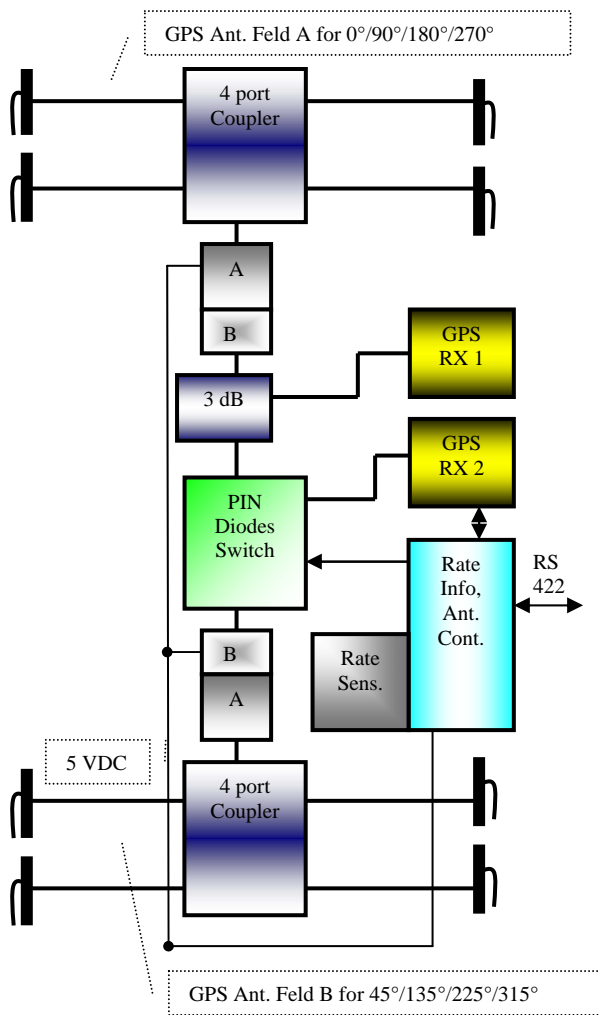 GPS Ant. Feld A for 0°/90°/180°/270°
4 port
Coupler
A
B
GPS
RX 1
3 dB
GPS
RX 2
PIN
Diodes
Switch
Rate
Info,
Ant.
Cont.
RS
422
B
Rate
Sens.
A
5 VDC
4 port
Coupler
GPS Ant. Feld B for 45°/135°/225°/315°